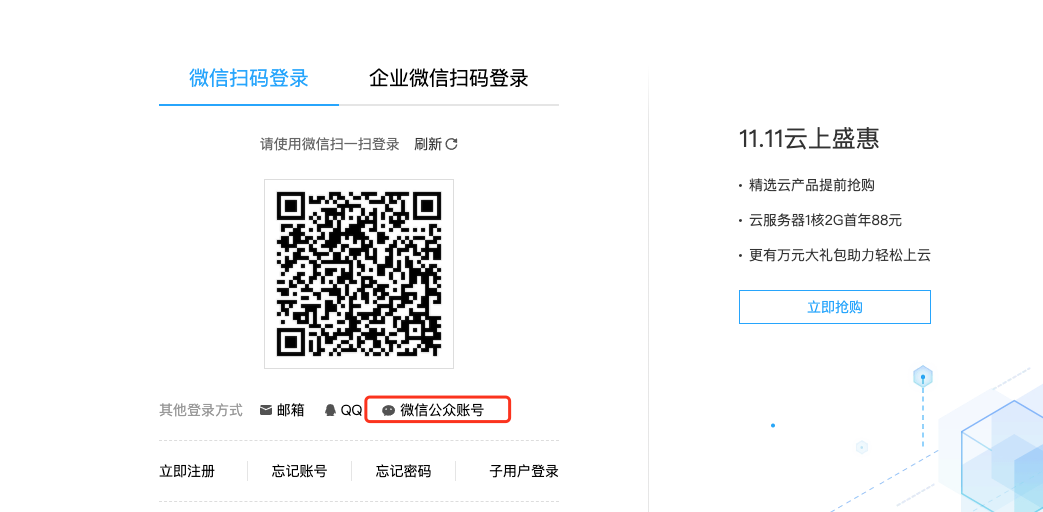 微信扫码登录 企业微信扫码登录
请使用微信扫一扫登录 刷新
其他登录方式 邮箱 QQ 微信公众账号
立即注册 忘记账号 忘记密码 子用户登录
11.11云上盛惠
· 精选云产品提前抢购
· 云服务器1核2G首年88元
· 更有万元大礼包助力轻松上云
立即抢购